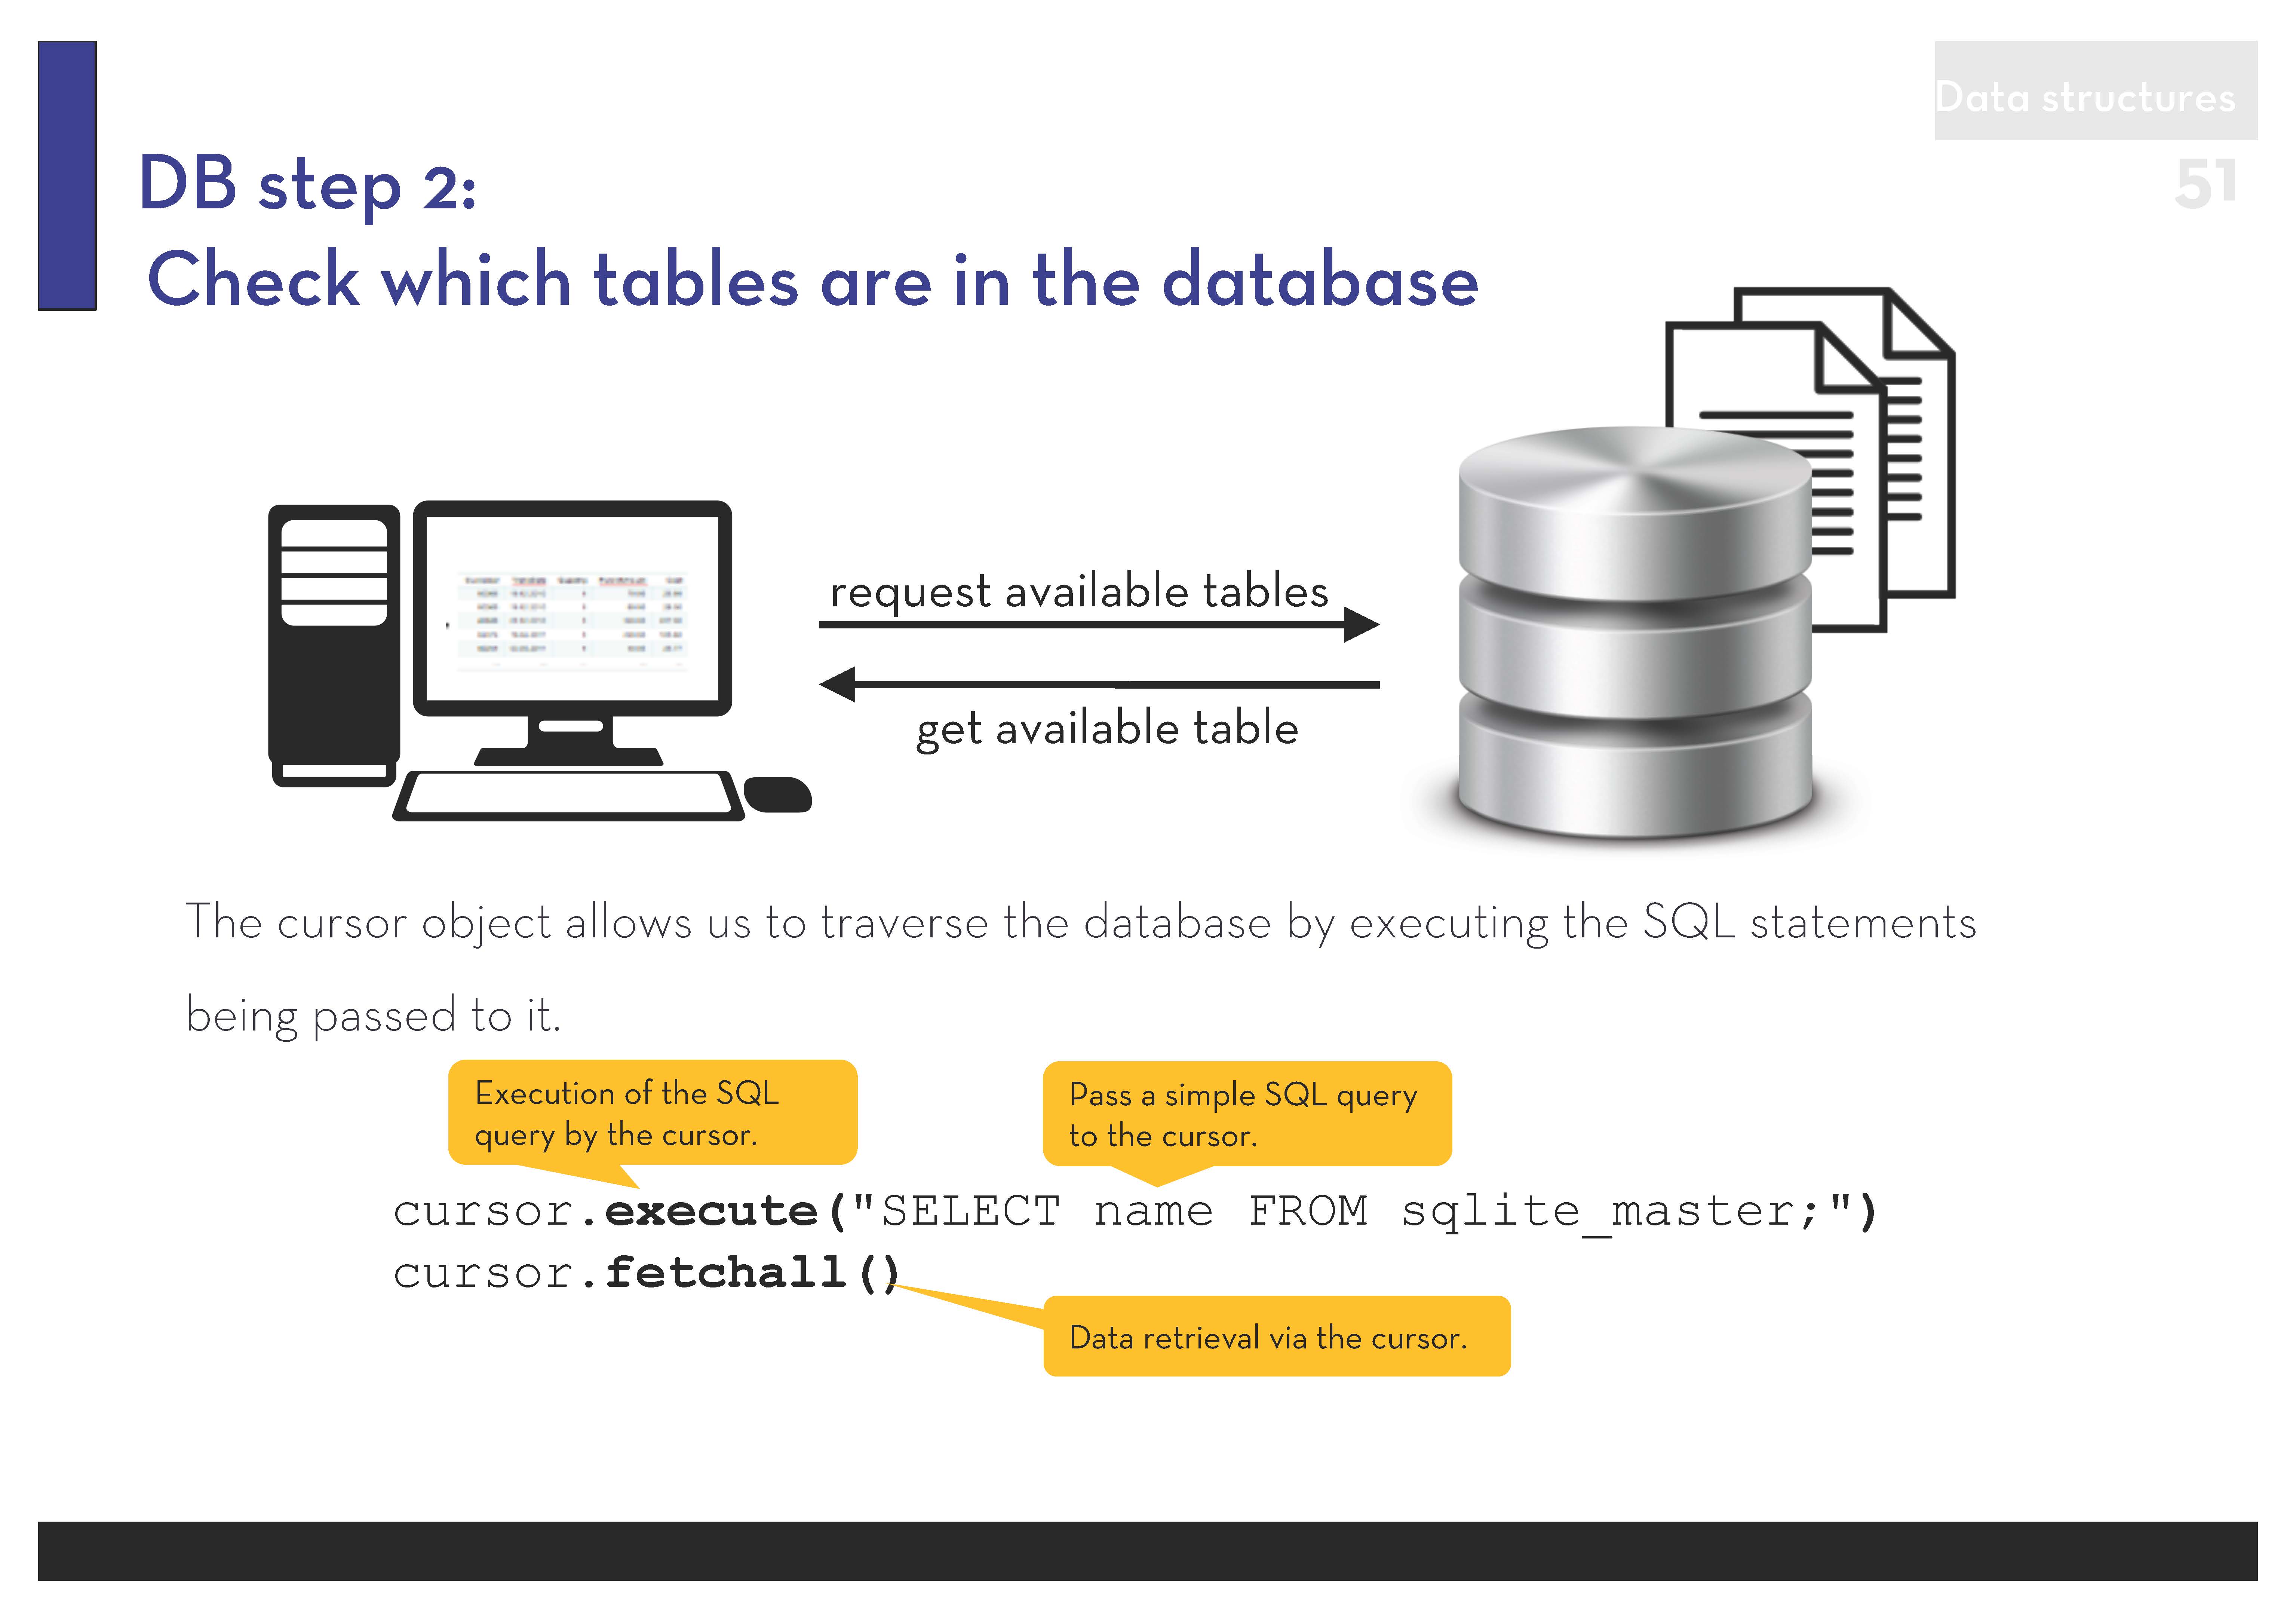 Data structures
51
DB step 2:
Check which tables are in the database
request available tables
get available table
The cursor object allows us to traverse the database by executing the SQL statements
being passed to it.
Execution of the SQL
query by the cursor.
Pass a simple SQL query
to the cursor.
cursor.execute("SELECT name FROM sqlite_master;")
cursor.fetchall()
Data retrieval via the cursor.